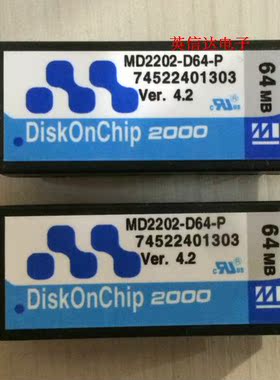 英信达电子
MD2202-D64-P
74522401303
Ver. 4.2
DiskOnChip 2000
64 MB
MD2202-D64-P
74522401303
Ver. 4.2
DiskOnChip 2000
64 MB